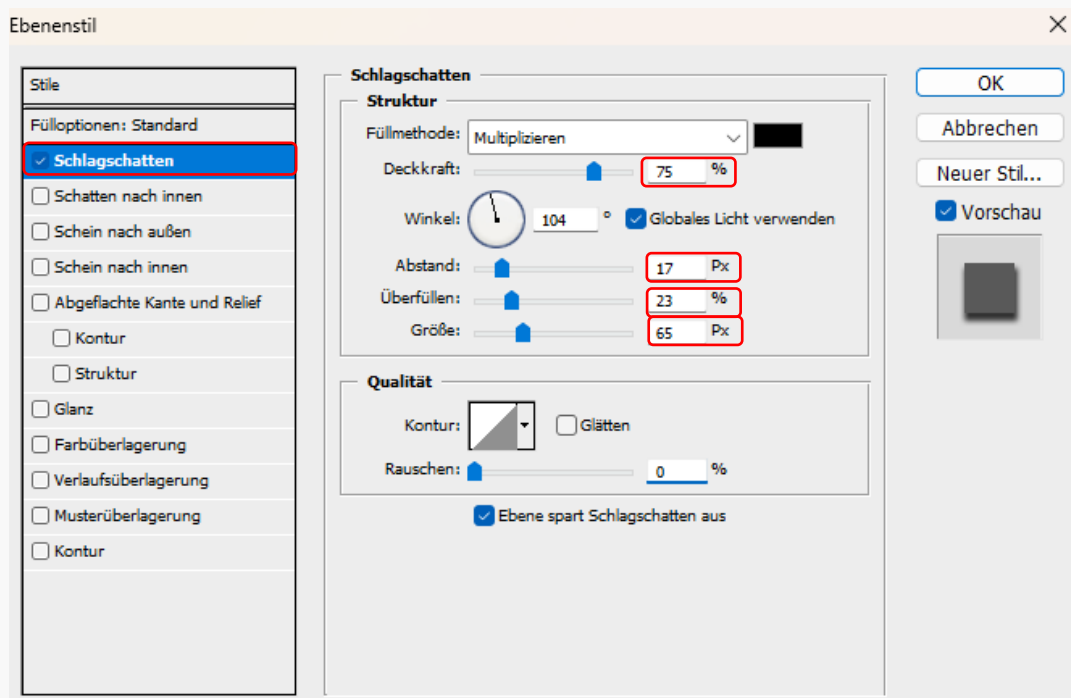 Ebenenstil
Stile
Fülloptionen: Standard
Schlagschatten
Schatten nach innen
Schein nach außen
Schein nach innen
Abgeflachte Kante und Relief
Kontur
Struktur
Glanz
Farbüberlagerung
Verlaufsüberlagerung
Musterüberlagerung
Kontur
Schlagschatten
Struktur
Füllmethode: Multiplizieren
Deckkraft: 75 %
Winkel: 104 ° Globales Licht verwenden
Abstand: 17 Px
Überfüllen: 23 %
Größe: 65 Px
Qualität
Kontur: Glätten
Rauschen: 0 %
Ebene spart Schlagschatten aus
OK
Abbrechen
Neuer Stil...
Vorschau